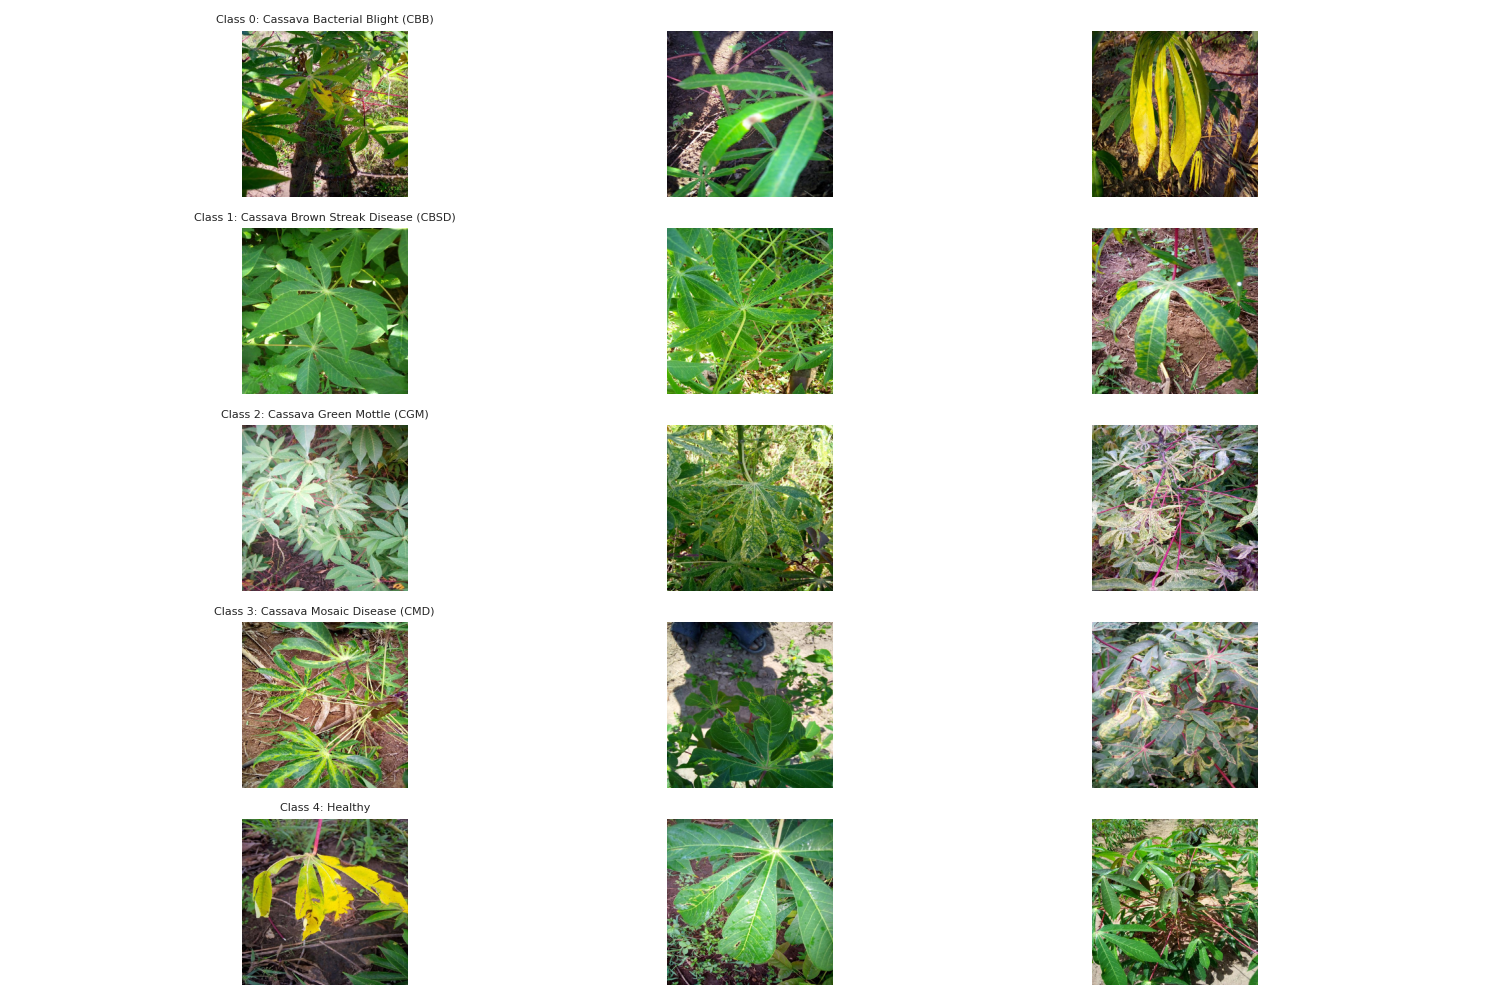 Class 0: Cassava Bacterial Blight (CBB)
Class 1: Cassava Brown Streak Disease (CBSD)
Class 2: Cassava Green Mottle (CGM)
Class 3: Cassava Mosaic Disease (CMD)
Class 4: Healthy